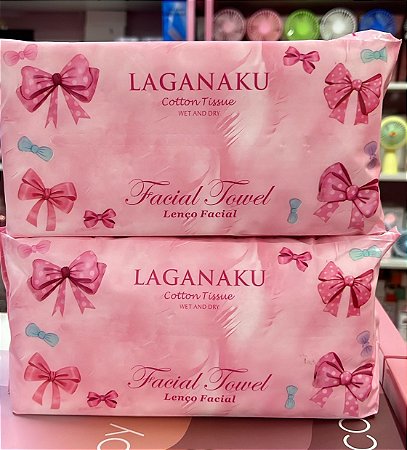 LAGANAKU
Cotton Tissue
WET AND DRY
Facial Towel
Lenço Facial
LAGANAKU
Cotton Tissue
WET AND DRY
Facial Towel
Lenço Facial